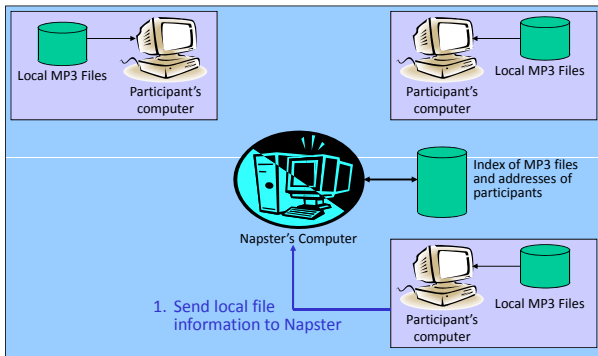 Local MP3 Files
Participant's
computer
Participant's
computer
Local MP3 Files
Index of MP3 files
and addresses of
participants
Napster's Computer
1. Send local file
information to Napster
Participant's
computer
Local MP3 Files